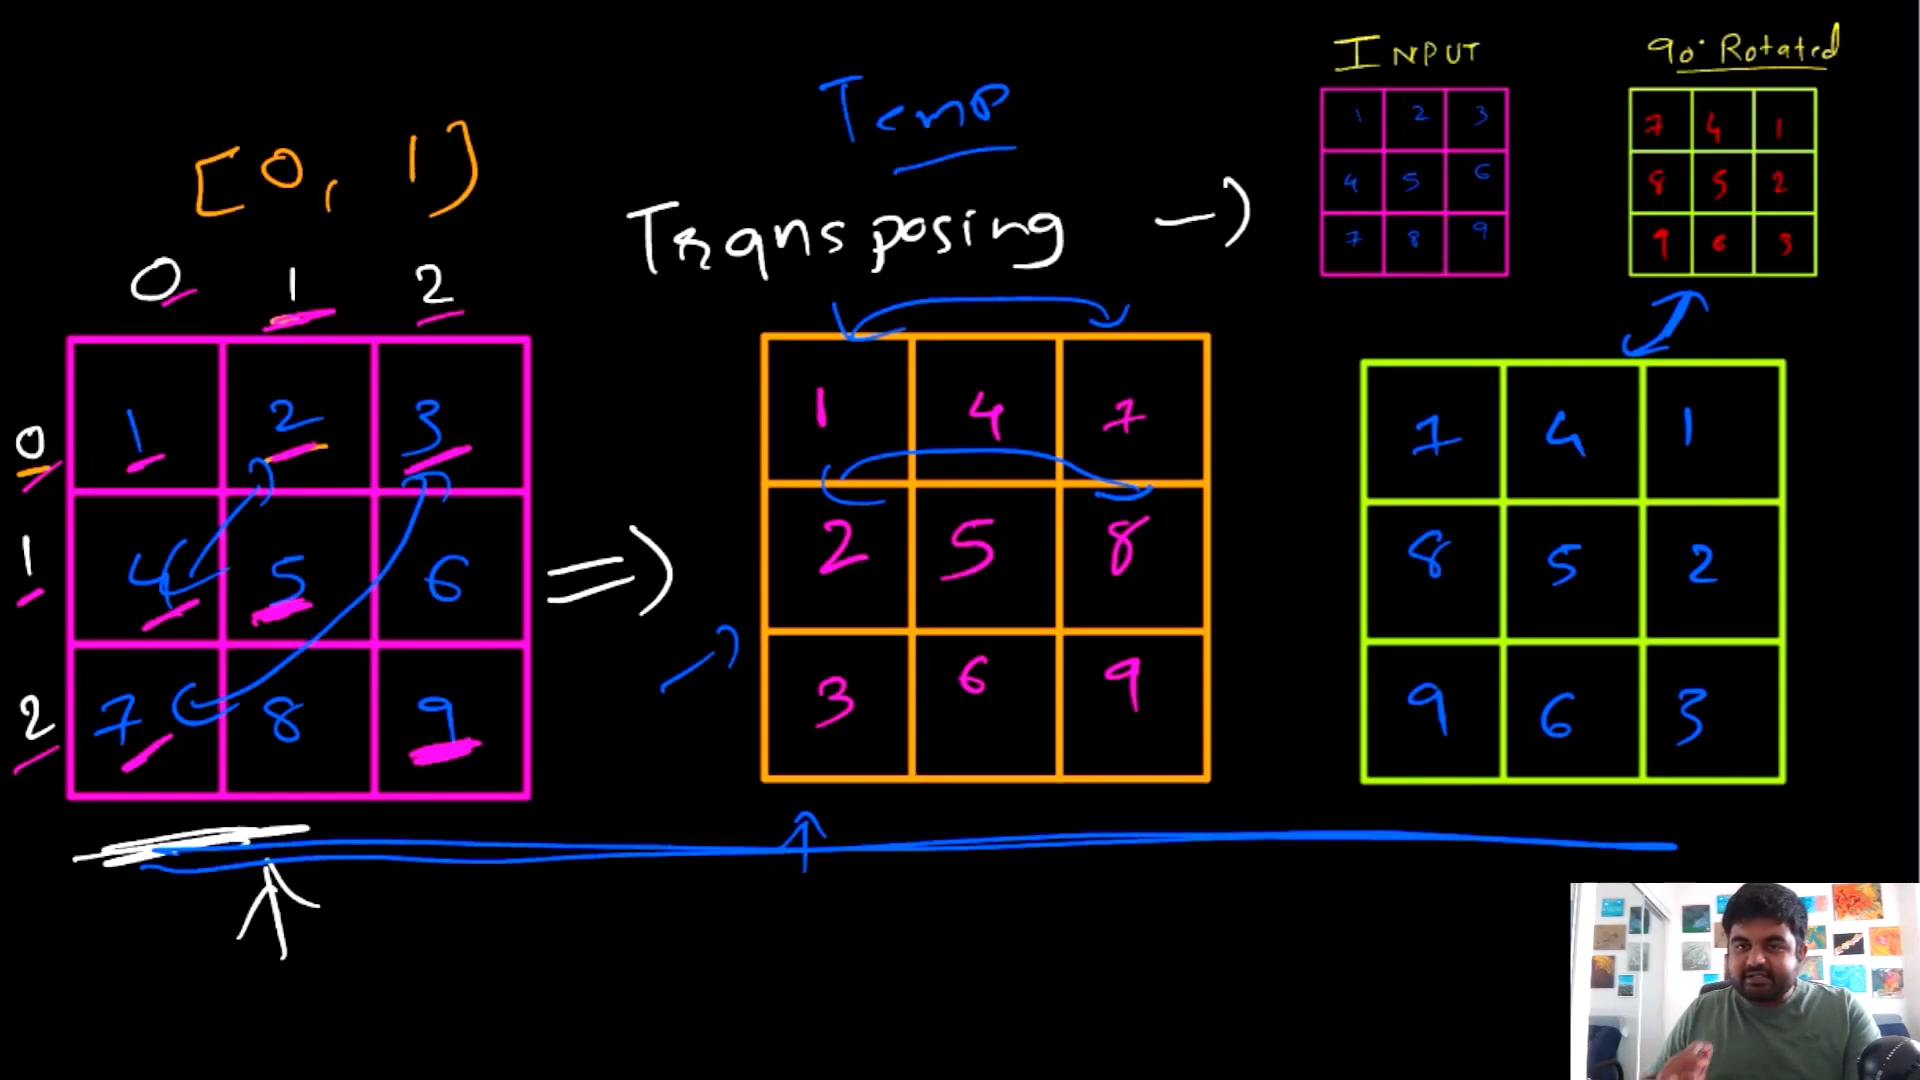 INPUT
90° Rotated
1 2 3
4 5 6
7 8 9
7 4 1
8 5 2
9 6 3
Temp
[0, 1]
Transposing
0 1 2
0 1 2 3
1 4 5 6
2 7 8 9
1 4 7
2 5 8
3 6 9
7 4 1
8 5 2
9 6 3